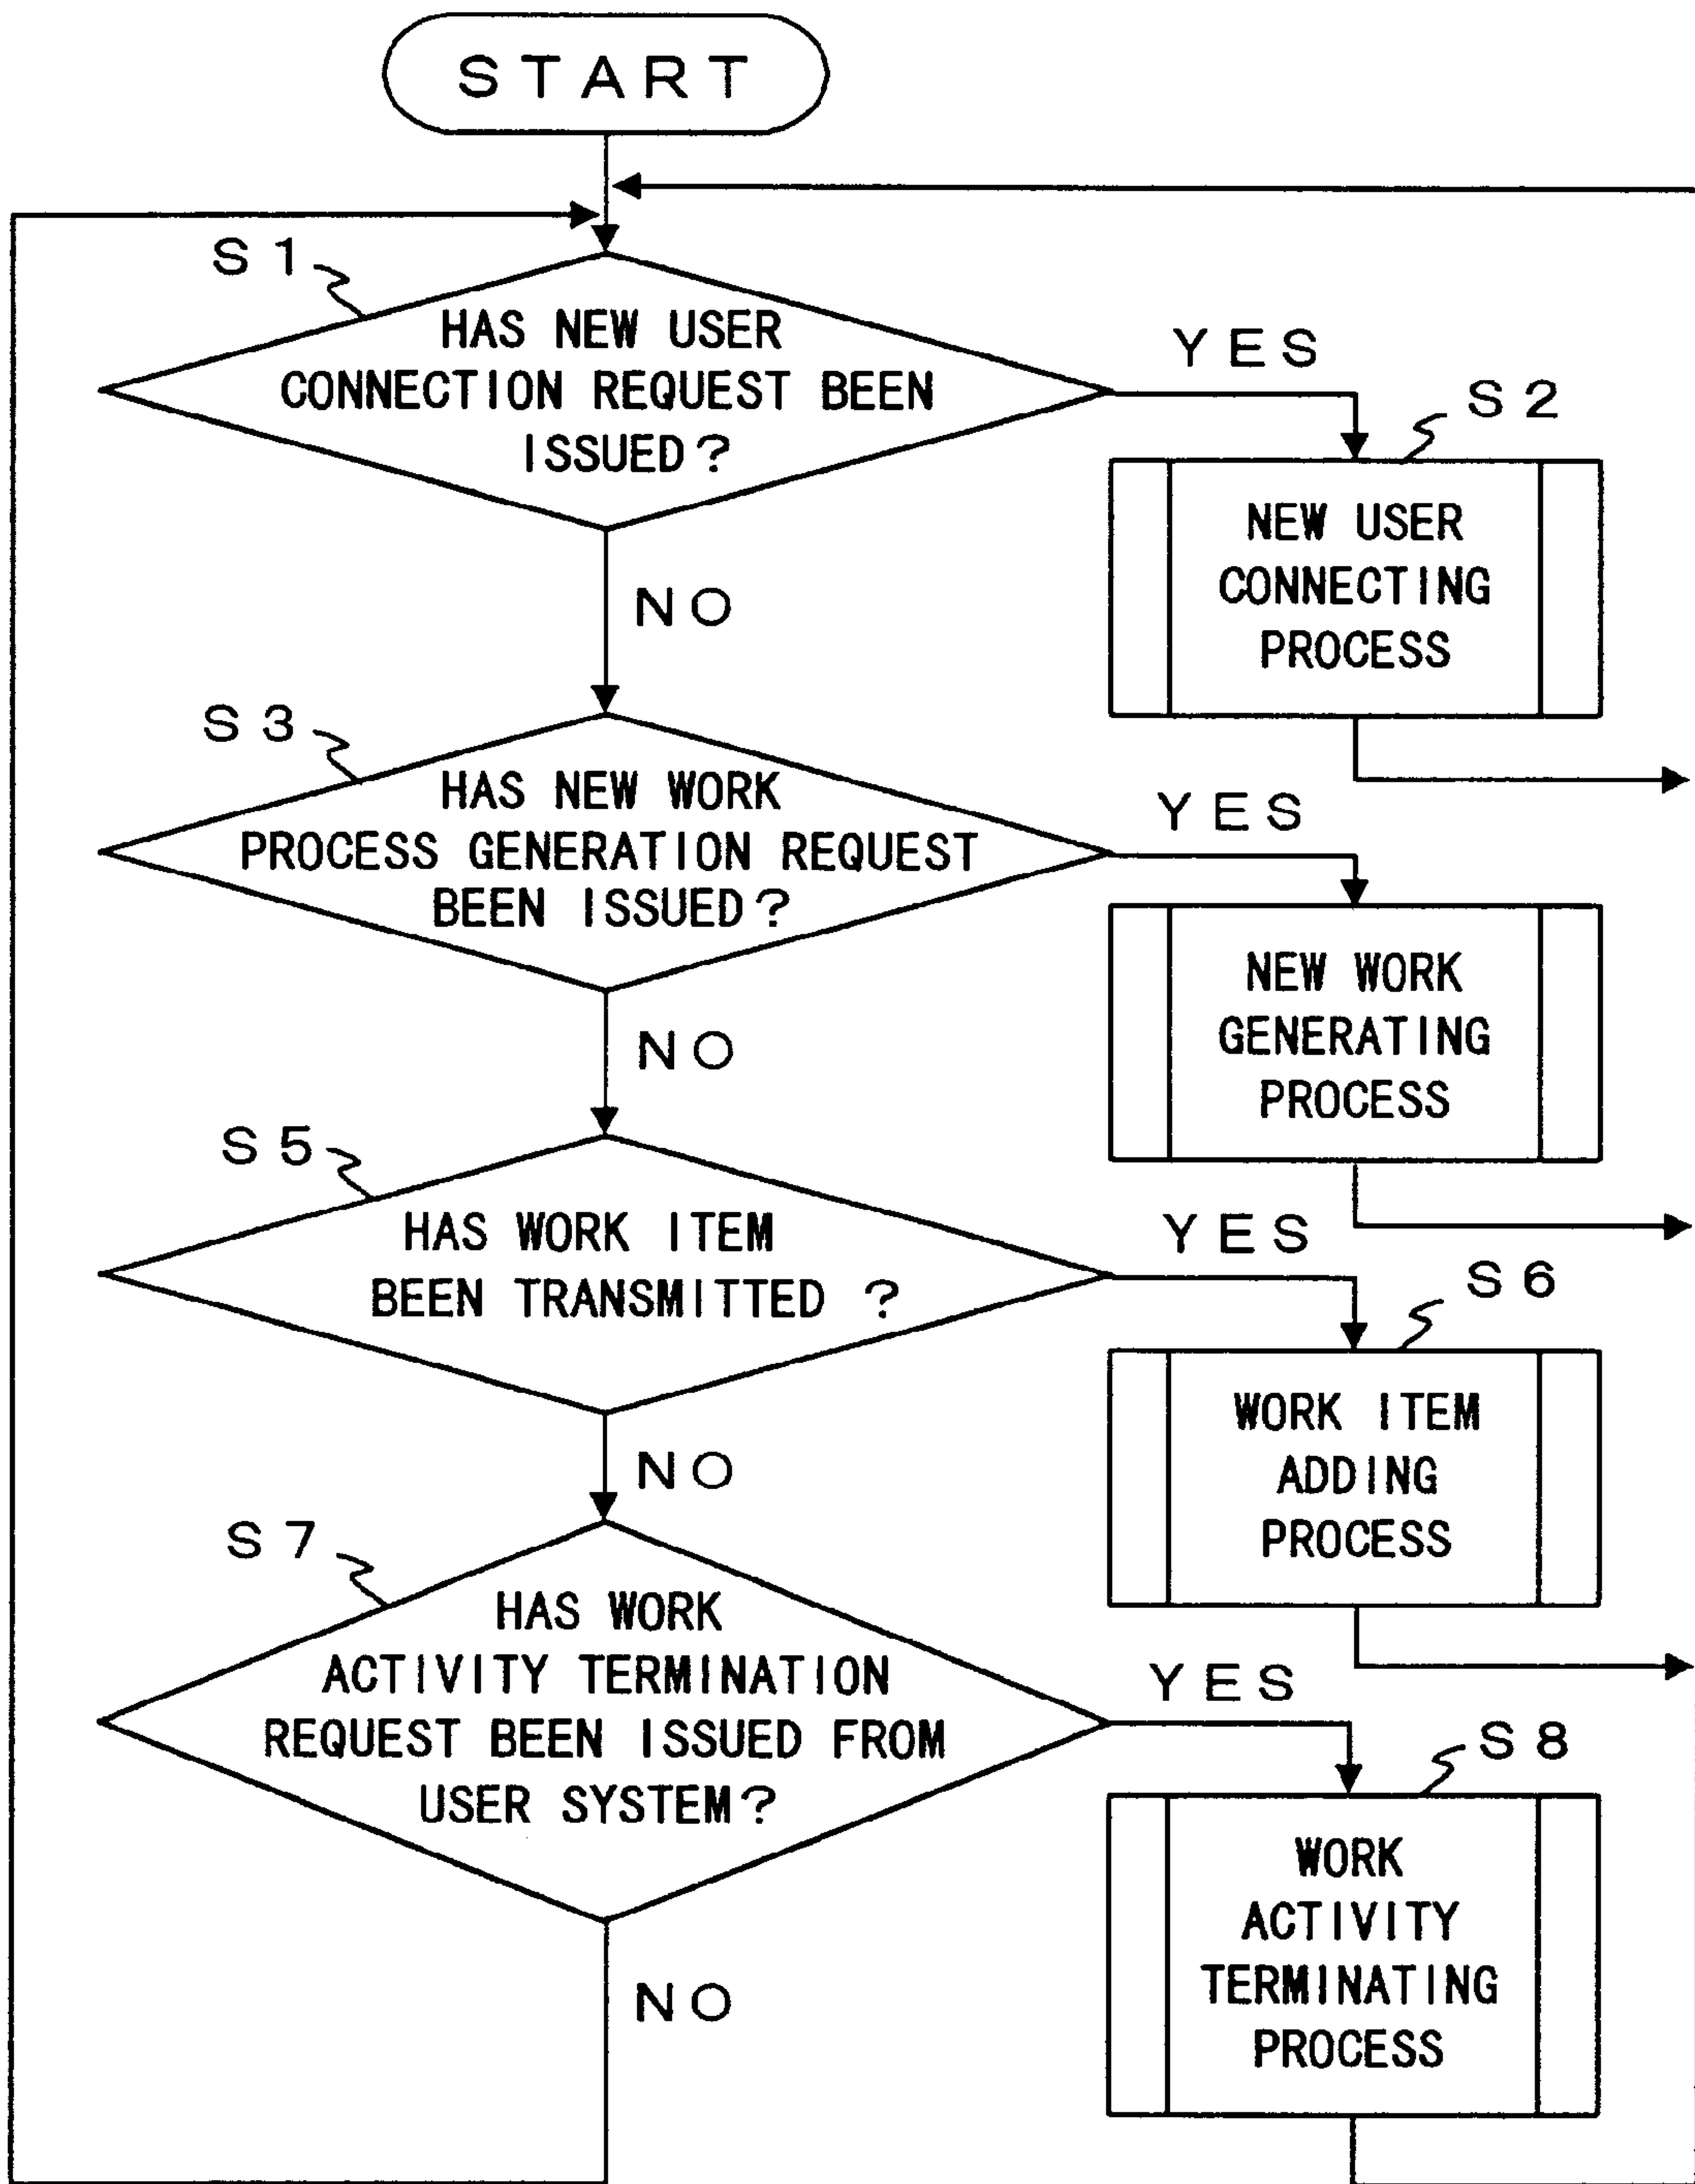 START
S1
HAS NEW USER
CONNECTION REQUEST BEEN
ISSUED?
YES
S2
NEW USER
CONNECTING
PROCESS
NO
S3
HAS NEW WORK
PROCESS GENERATION REQUEST
BEEN ISSUED?
YES
NEW WORK
GENERATING
PROCESS
NO
S5
HAS WORK ITEM
BEEN TRANSMITTED ?
YES
S6
WORK ITEM
ADDING
PROCESS
NO
S7
HAS WORK
ACTIVITY TERMINATION
REQUEST BEEN ISSUED FROM
USER SYSTEM?
YES
S8
WORK
ACTIVITY
TERMINATING
PROCESS
NO